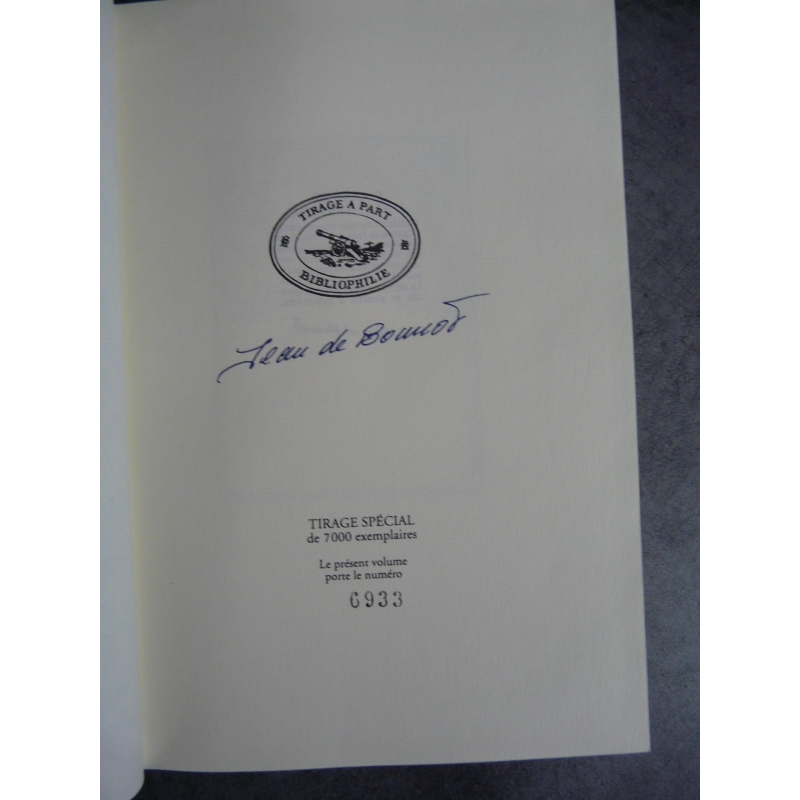 TIRAGE A PART
BIBLIOPHILIE
Jean de Bonnot
TIRAGE SPÉCIAL
de 7000 exemplaires
Le présent volume
porte le numéro
6933